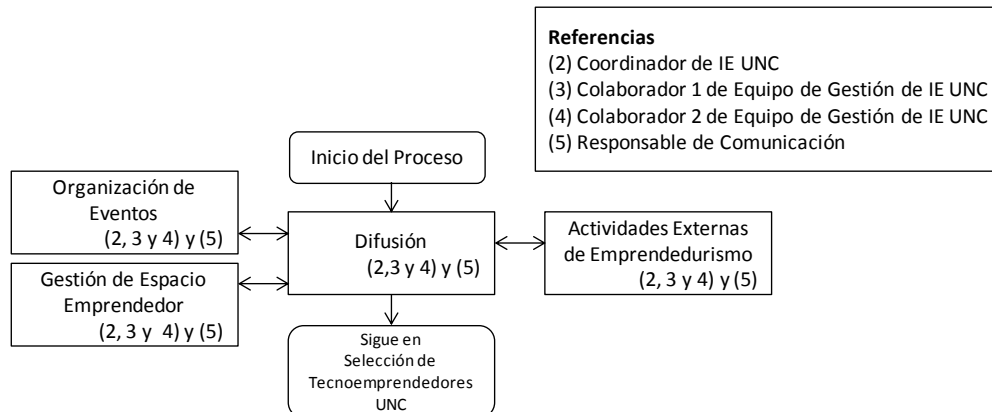 Referencias
(2) Coordinador de IE UNC
(3) Colaborador 1 de Equipo de Gestión de IE UNC
(4) Colaborador 2 de Equipo de Gestión de IE UNC
(5) Responsable de Comunicación
Inicio del Proceso
Organización de
Eventos
(2, 3 y 4) y (5)
Gestión de Espacio
Emprendedor
(2, 3 y 4) y (5)
Difusión
(2,3 y 4) y (5)
Actividades Externas
de Emprendedurismo
(2, 3 y 4) y (5)
Sigue en
Selección de
Tecnoemprendedores
UNC